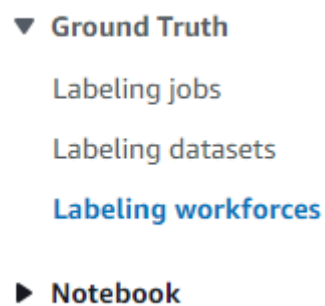 Ground Truth
Labeling jobs
Labeling datasets
Labeling workforces
Notebook